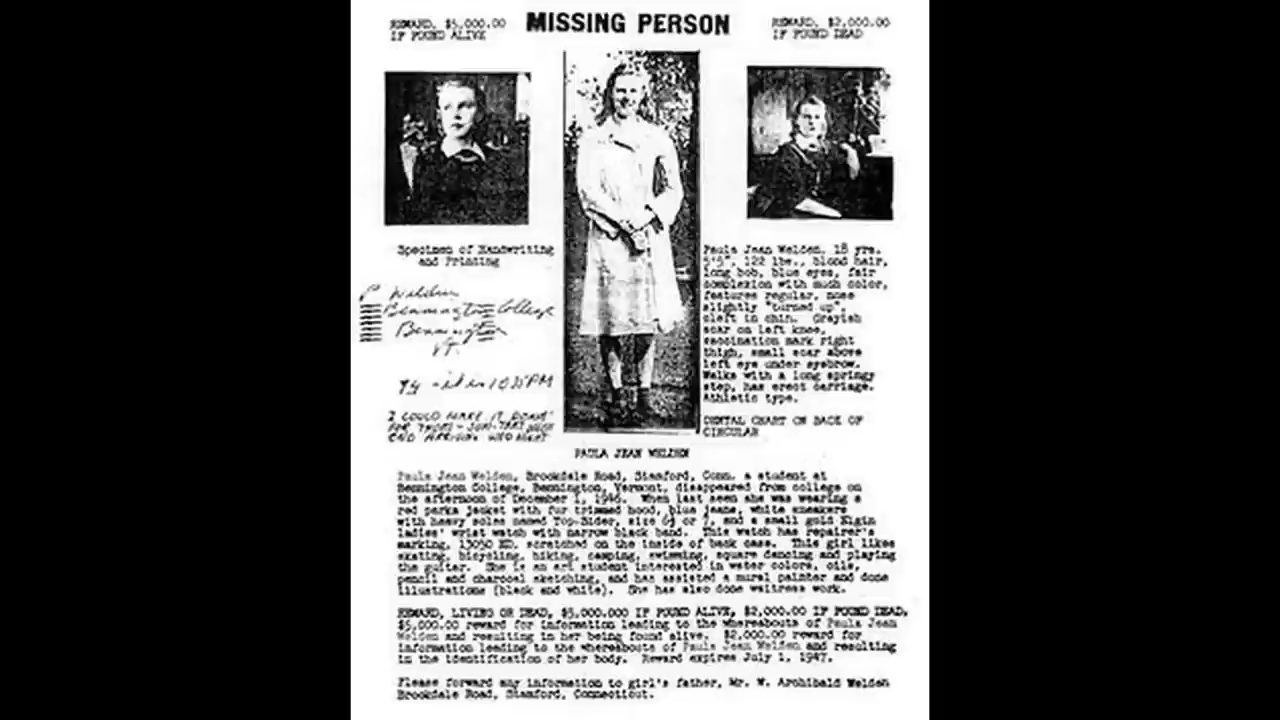 REWARD, $5,000.00
IF FOUND ALIVE
MISSING PERSON
REWARD, $2,000.00
IF FOUND DEAD
Specimen of Handwriting
and Printing
P Welden
Bennington College
Bennington
Vt.
I COULD MAKE IT DOWN
Paula Jean Welden, 18 yrs.
5'5", 122 lbs., blond hair,
long bob, blue eyes, fair
complexion with much color,
features regular, nose
slightly "turned up",
cleft in chin. Grayish
scar on left knee,
vaccination mark right
thigh, small scar above
left eye under eyebrow.
Walks with a long springy
step, has erect carriage.
Athletic type.
DENTAL CHART ON BACK OF
CIRCULAR
PAULA JEAN WELDEN
Paula Jean Welden, Brookdale Road, Stamford, Conn. a student at
Bennington College, Bennington, Vermont, disappeared from college on
the afternoon of December 1, 1946. When last seen she was wearing a
red parka jacket with fur trimmed hood, blue jeans, white sneakers
with heavy soles named Top-Sider, size 6½ or 7, and a small gold Elgin
ladies' wrist watch with narrow black band. This watch has repairer's
marking, 13050 HD. scratched on the inside of back case. This girl likes
skating, bicycling, hiking, camping, swimming, square dancing and playing
the guitar. She is an art student interested in water colors, oils,
pencil and charcoal sketching, and has assisted a mural painter and done
illustrations (black and white). She has also done waitress work.
REWARD, LIVING OR DEAD, $5,000.000 IF FOUND ALIVE, $2,000.00 IF FOUND DEAD.
$5,000.00 reward for information leading to the whereabouts of Paula Jean
Welden and resulting in her being found alive. $2,000.00 reward for
information leading to the whereabouts of Paula Jean Welden and resulting
in the identification of her body. Reward expires July 1, 1947.
Please forward any information to girl's father, Mr. W. Archibald Welden
Brookdale Road, Stamford, Connecticut.